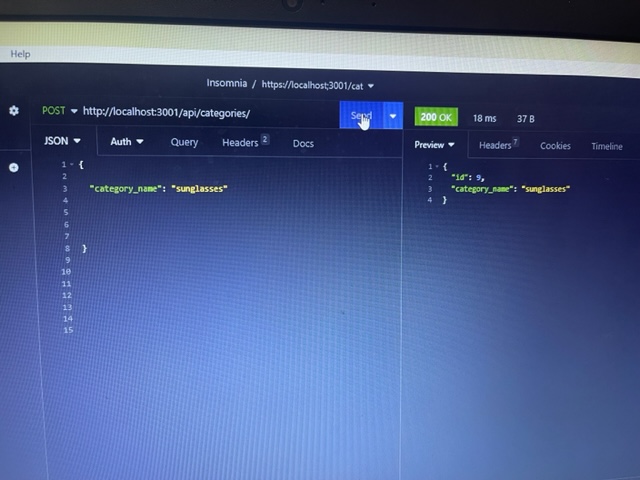 Help
Insomnia / https://localhost;3001/cat
POST http://localhost:3001/api/categories/ Send 200 OK 18 ms 37 B
JSON Auth Query Headers 2 Docs
Preview Headers 7 Cookies Timeline
1 {
2
3 "category_name": "sunglasses"
4
5
6
7
8 }
9
10
11
12
13
14
15
1 {
2 "id": 9,
3 "category_name": "sunglasses"
4 }